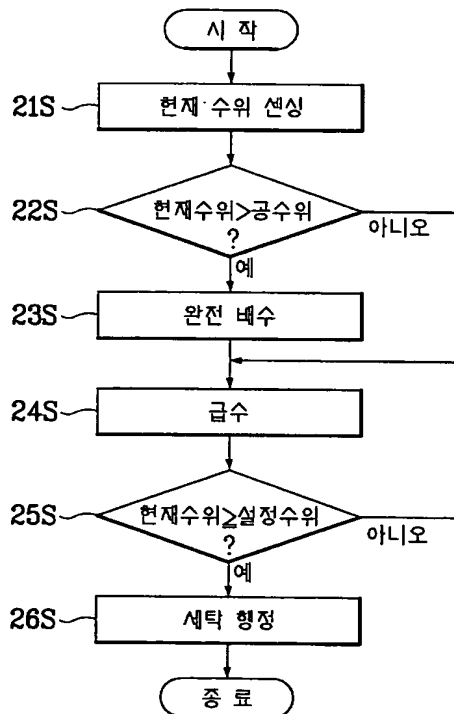 시 작
21S
현재 수위 센싱
22S
현재수위>공수위
?
아니오
예
23S
완전 배수
24S
급수
25S
현재수위≥설정수위
?
아니오
예
26S
세탁 행정
종 료